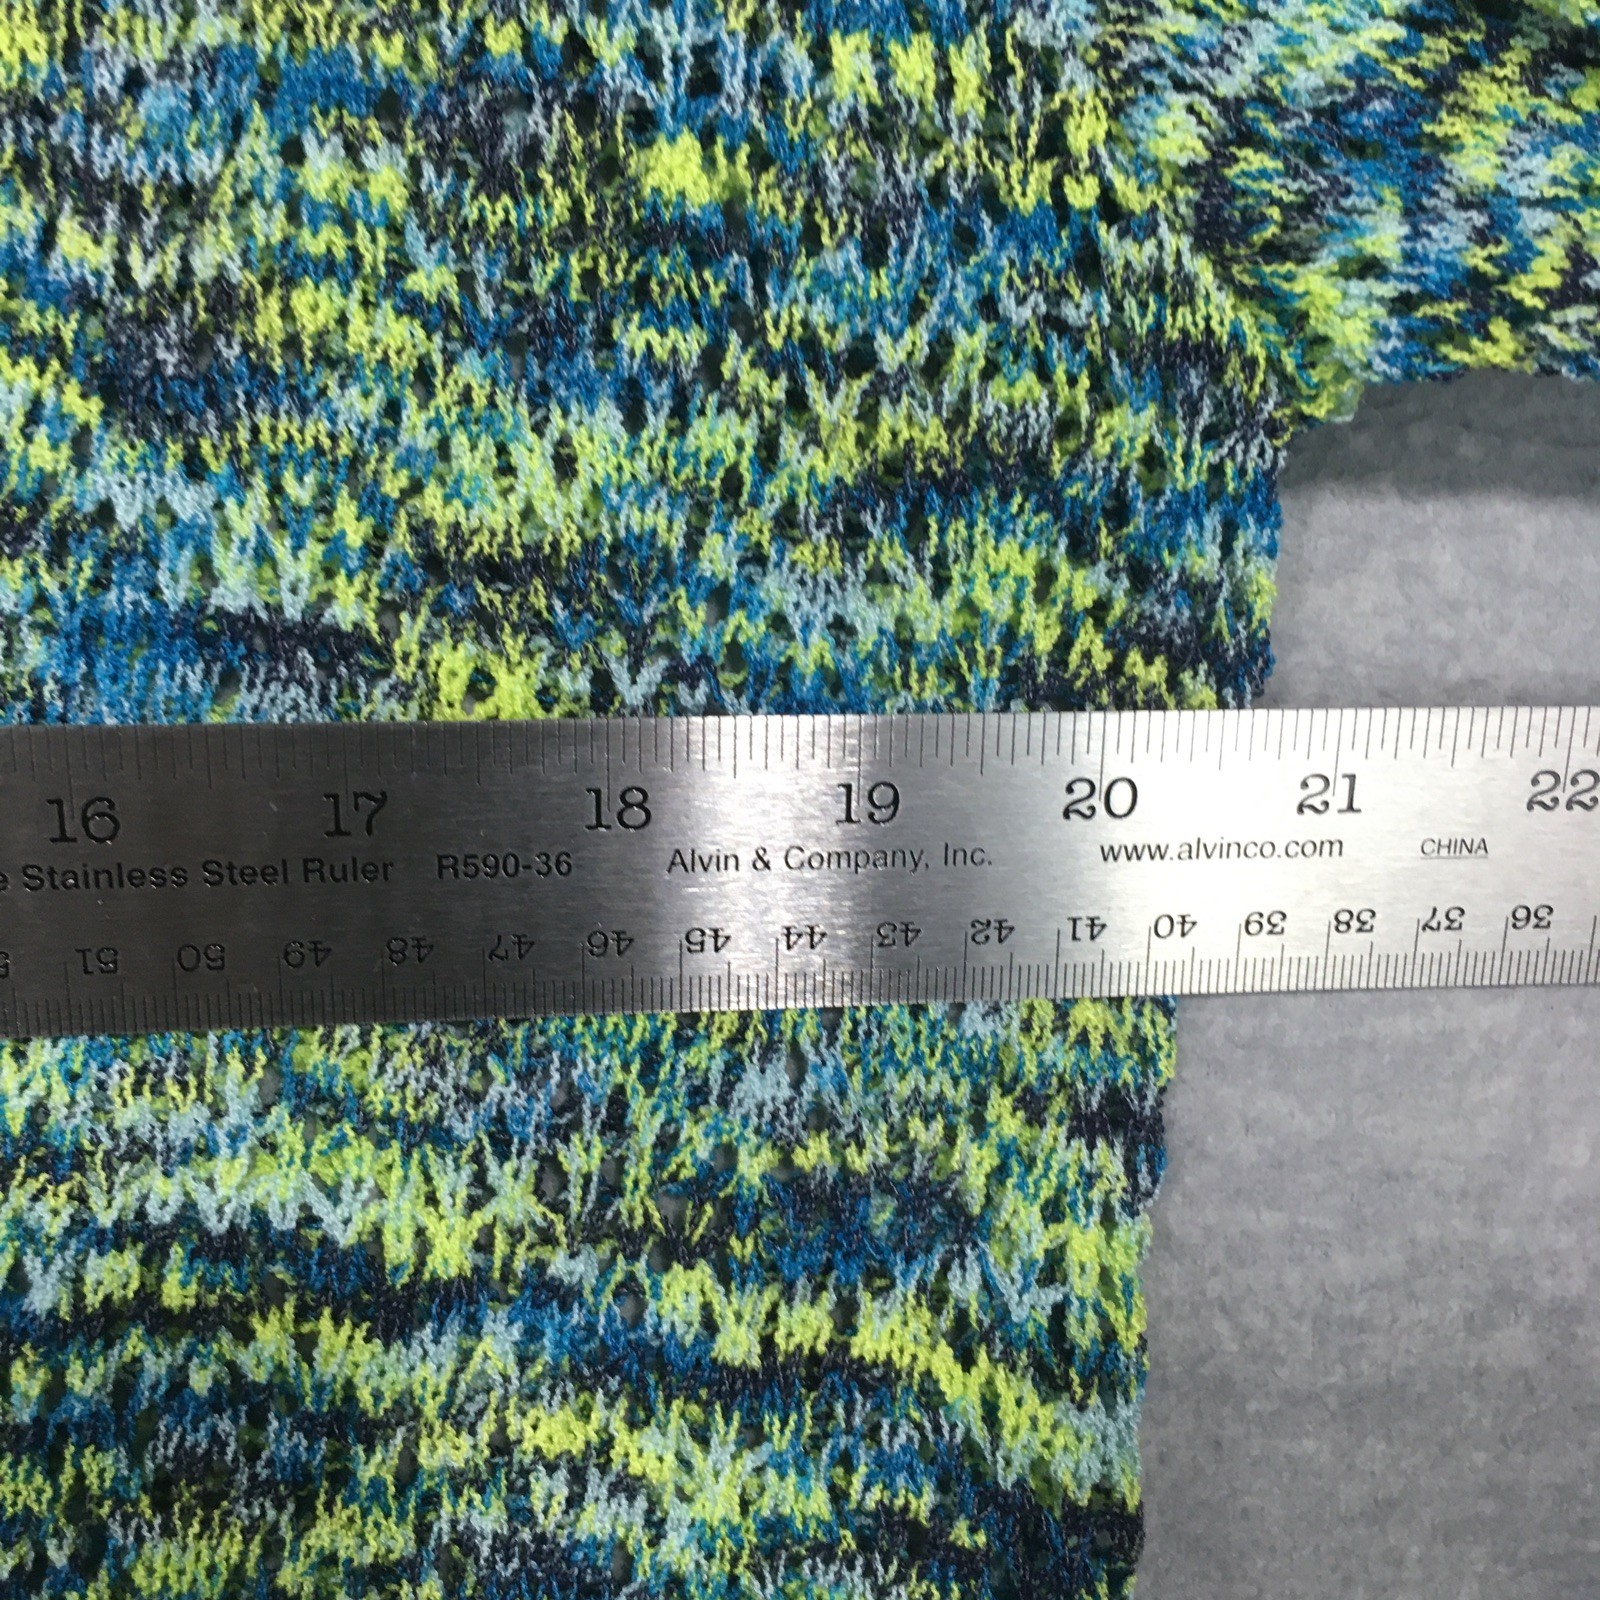 16 17 18 19 20 21 22
Stainless Steel Ruler R590-36 Alvin & Company, Inc. www.alvinco.com CHINA
51 50 49 48 47 46 45 44 43 42 41 40 39 38 37 36